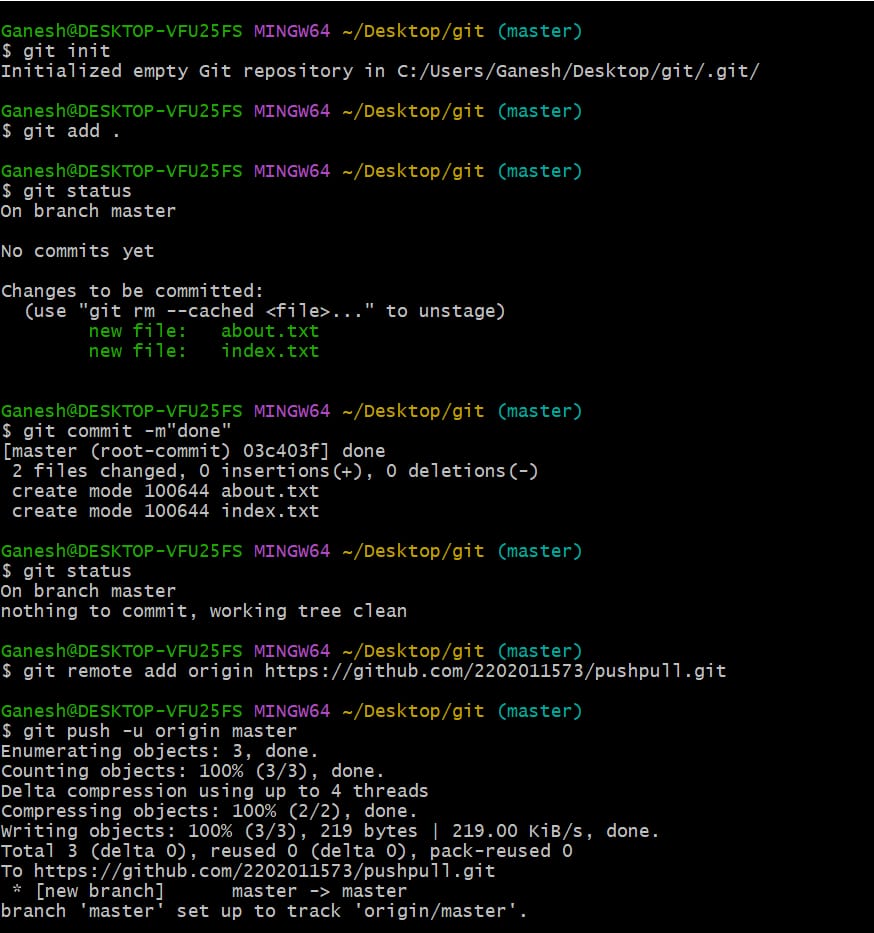 Ganesh@DESKTOP-VFU25FS MINGW64 ~/Desktop/git (master)
$ git init
Initialized empty Git repository in C:/Users/Ganesh/Desktop/git/.git/
Ganesh@DESKTOP-VFU25FS MINGW64 ~/Desktop/git (master)
$ git add .
Ganesh@DESKTOP-VFU25FS MINGW64 ~/Desktop/git (master)
$ git status
On branch master
No commits yet
Changes to be committed:
  (use "git rm --cached <file>..." to unstage)
        new file:   about.txt
        new file:   index.txt
Ganesh@DESKTOP-VFU25FS MINGW64 ~/Desktop/git (master)
$ git commit -m"done"
[master (root-commit) 03c403f] done
 2 files changed, 0 insertions(+), 0 deletions(-)
 create mode 100644 about.txt
 create mode 100644 index.txt
Ganesh@DESKTOP-VFU25FS MINGW64 ~/Desktop/git (master)
$ git status
On branch master
nothing to commit, working tree clean
Ganesh@DESKTOP-VFU25FS MINGW64 ~/Desktop/git (master)
$ git remote add origin https://github.com/2202011573/pushpull.git
Ganesh@DESKTOP-VFU25FS MINGW64 ~/Desktop/git (master)
$ git push -u origin master
Enumerating objects: 3, done.
Counting objects: 100% (3/3), done.
Delta compression using up to 4 threads
Compressing objects: 100% (2/2), done.
Writing objects: 100% (3/3), 219 bytes | 219.00 KiB/s, done.
Total 3 (delta 0), reused 0 (delta 0), pack-reused 0
To https://github.com/2202011573/pushpull.git
 * [new branch]      master -> master
branch 'master' set up to track 'origin/master'.